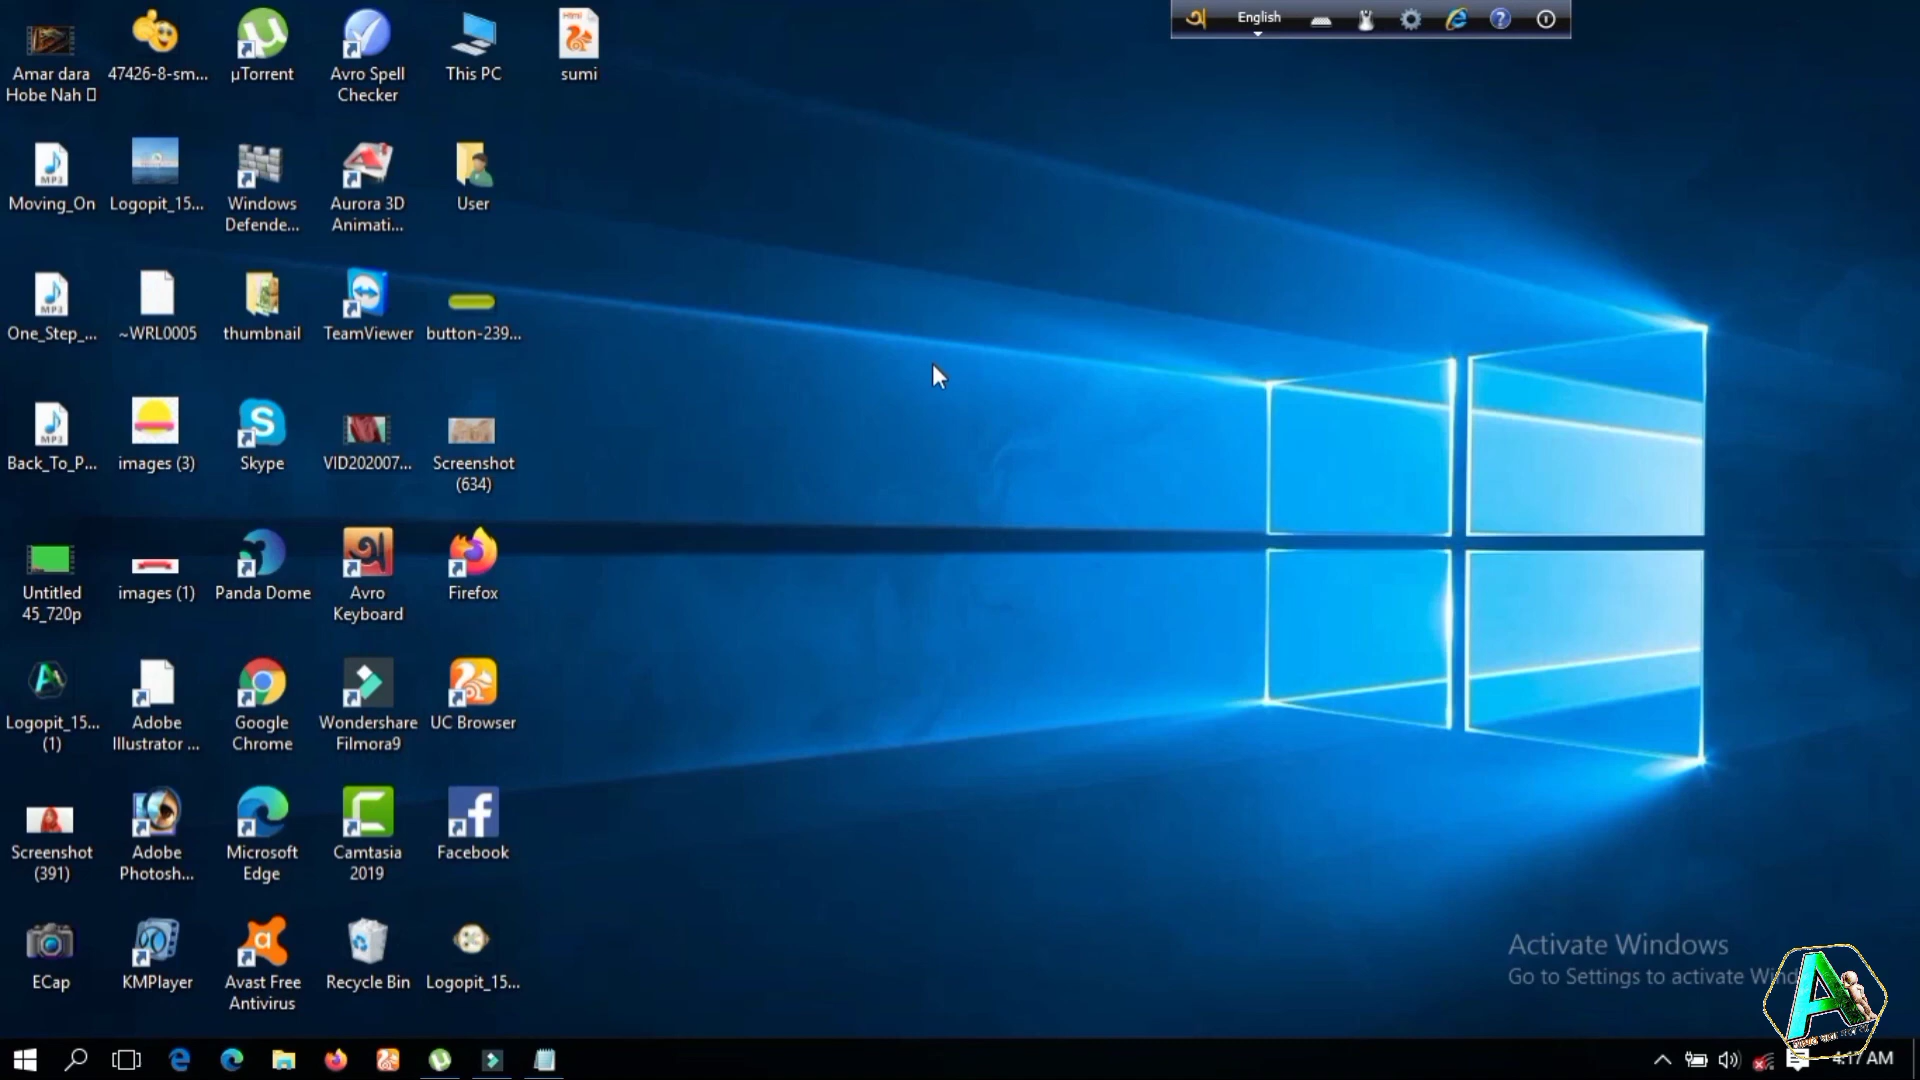 অ
English
Amar dara
Hobe Nah
47426-8-sm...
µTorrent
Avro Spell
Checker
This PC
sumi
Moving_On
Logopit_15...
Windows
Defende...
Aurora 3D
Animati...
User
One_Step_...
~WRL0005
thumbnail
TeamViewer
button-239...
Back_To_P...
images (3)
Skype
VID202007...
Screenshot
(634)
Untitled
45_720p
images (1)
Panda Dome
Avro
Keyboard
Firefox
Logopit_15...
(1)
Adobe
Illustrator ...
Google
Chrome
Wondershare
Filmora9
UC Browser
Screenshot
(391)
Adobe
Photosh...
Microsoft
Edge
Camtasia
2019
Facebook
ECap
KMPlayer
Avast Free
Antivirus
Recycle Bin
Logopit_15...
Activate Windows
Go to Settings to activate Wind
A
4:17 AM